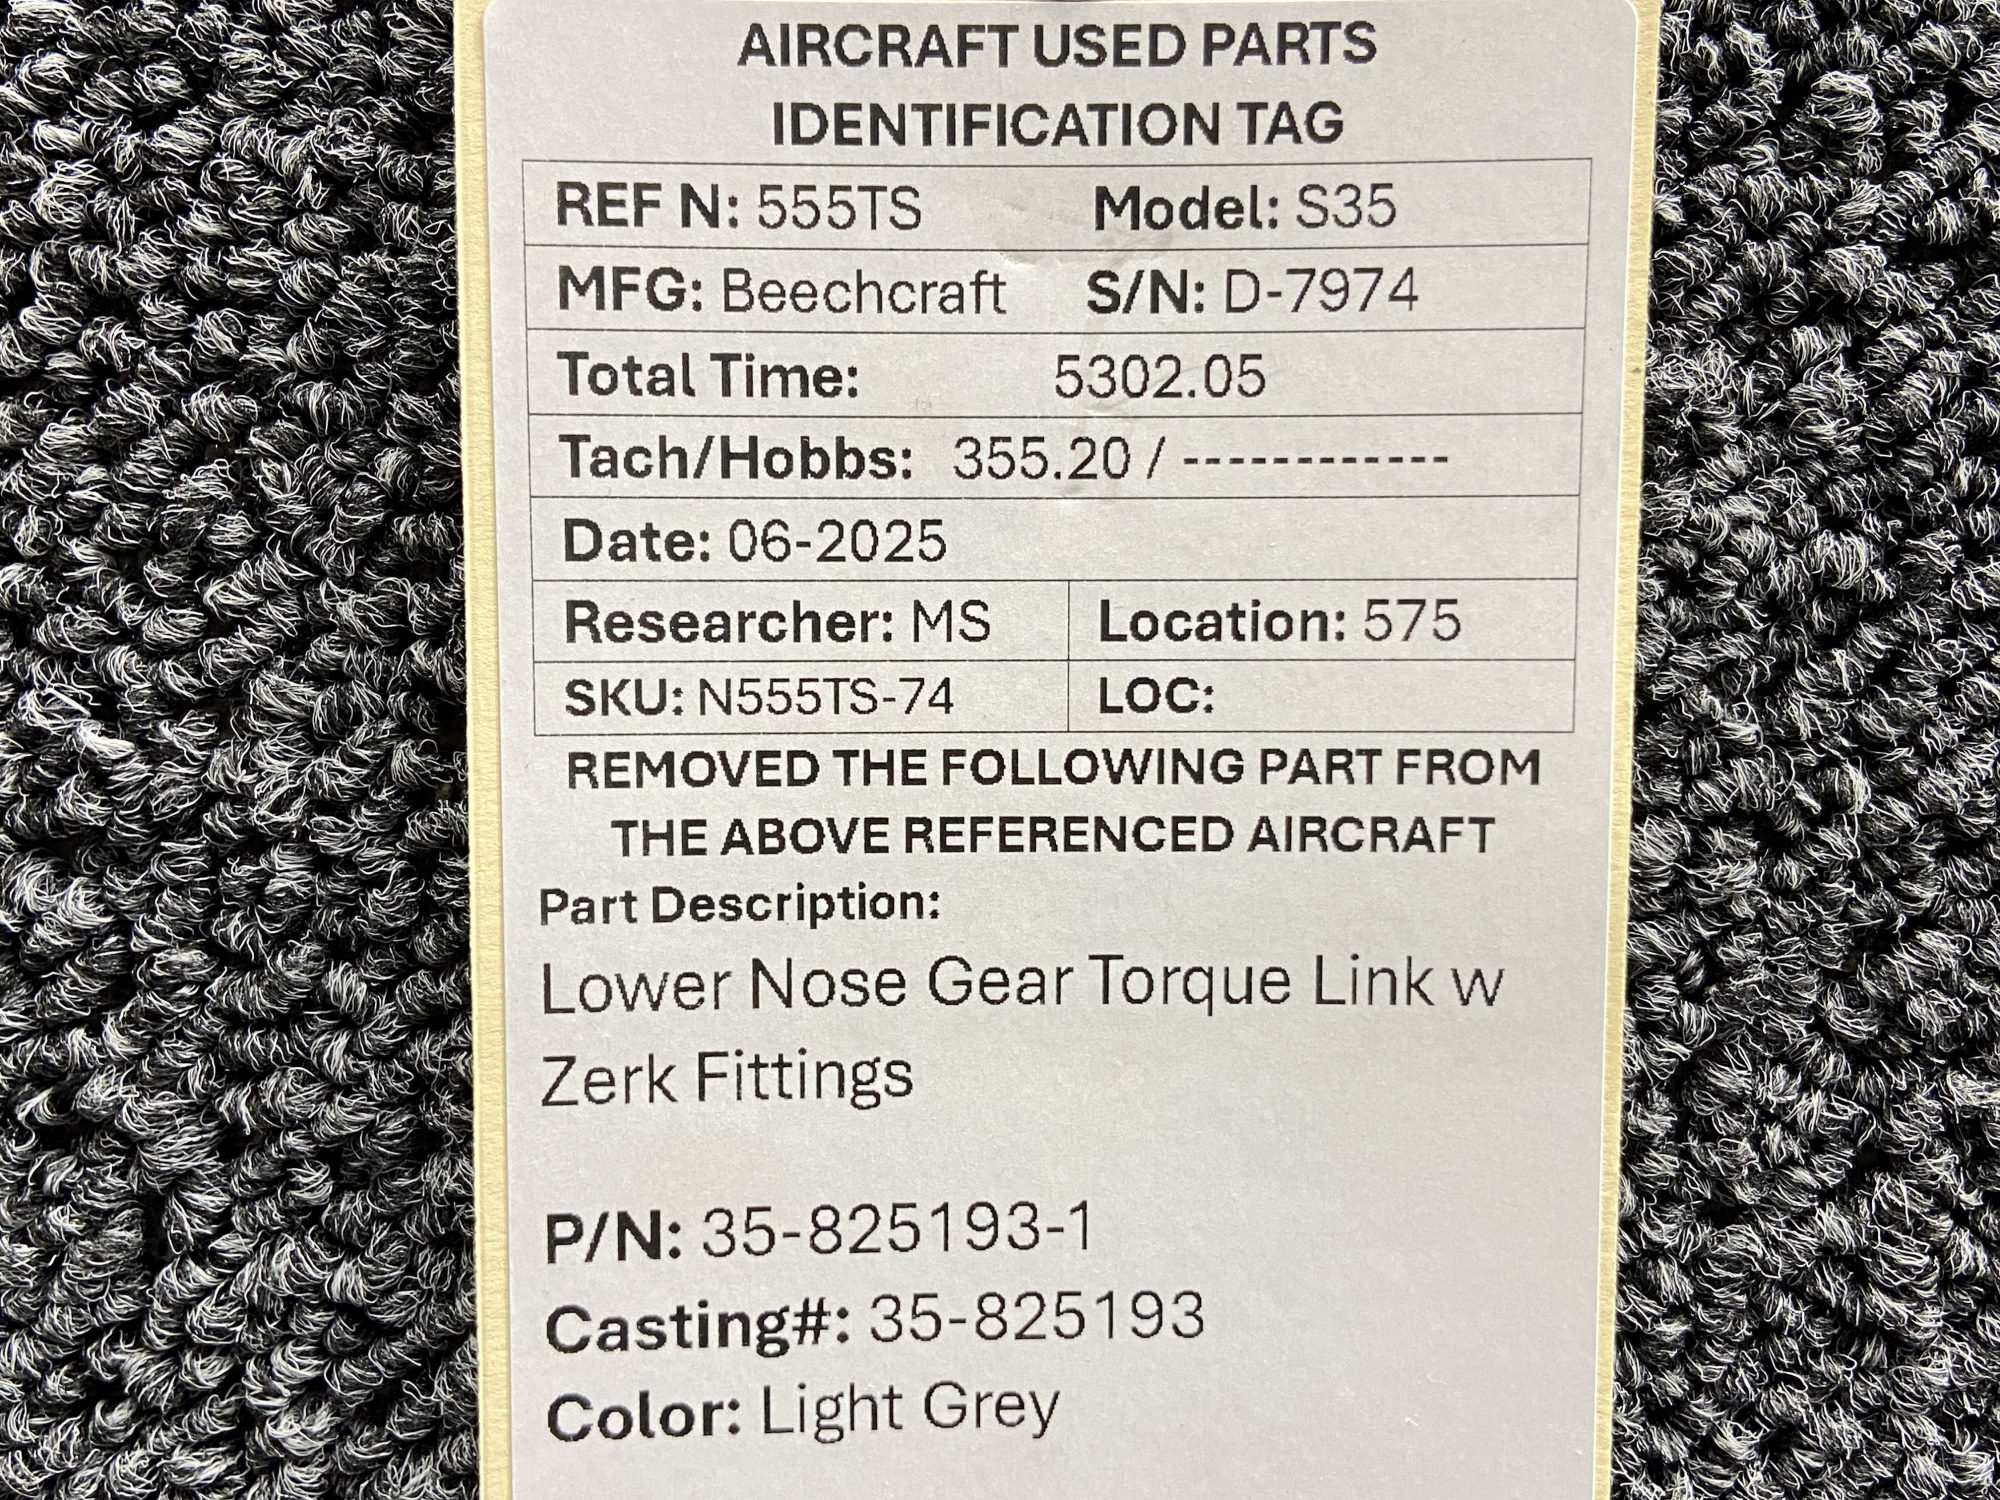 AIRCRAFT USED PARTS
IDENTIFICATION TAG
REF N: 555TS Model: S35
MFG: Beechcraft S/N: D-7974
Total Time: 5302.05
Tach/Hobbs: 355.20 / ------------
Date: 06-2025
Researcher: MS Location: 575
SKU: N555TS-74 LOC:
REMOVED THE FOLLOWING PART FROM
THE ABOVE REFERENCED AIRCRAFT
Part Description:
Lower Nose Gear Torque Link w
Zerk Fittings
P/N: 35-825193-1
Casting#: 35-825193
Color: Light Grey